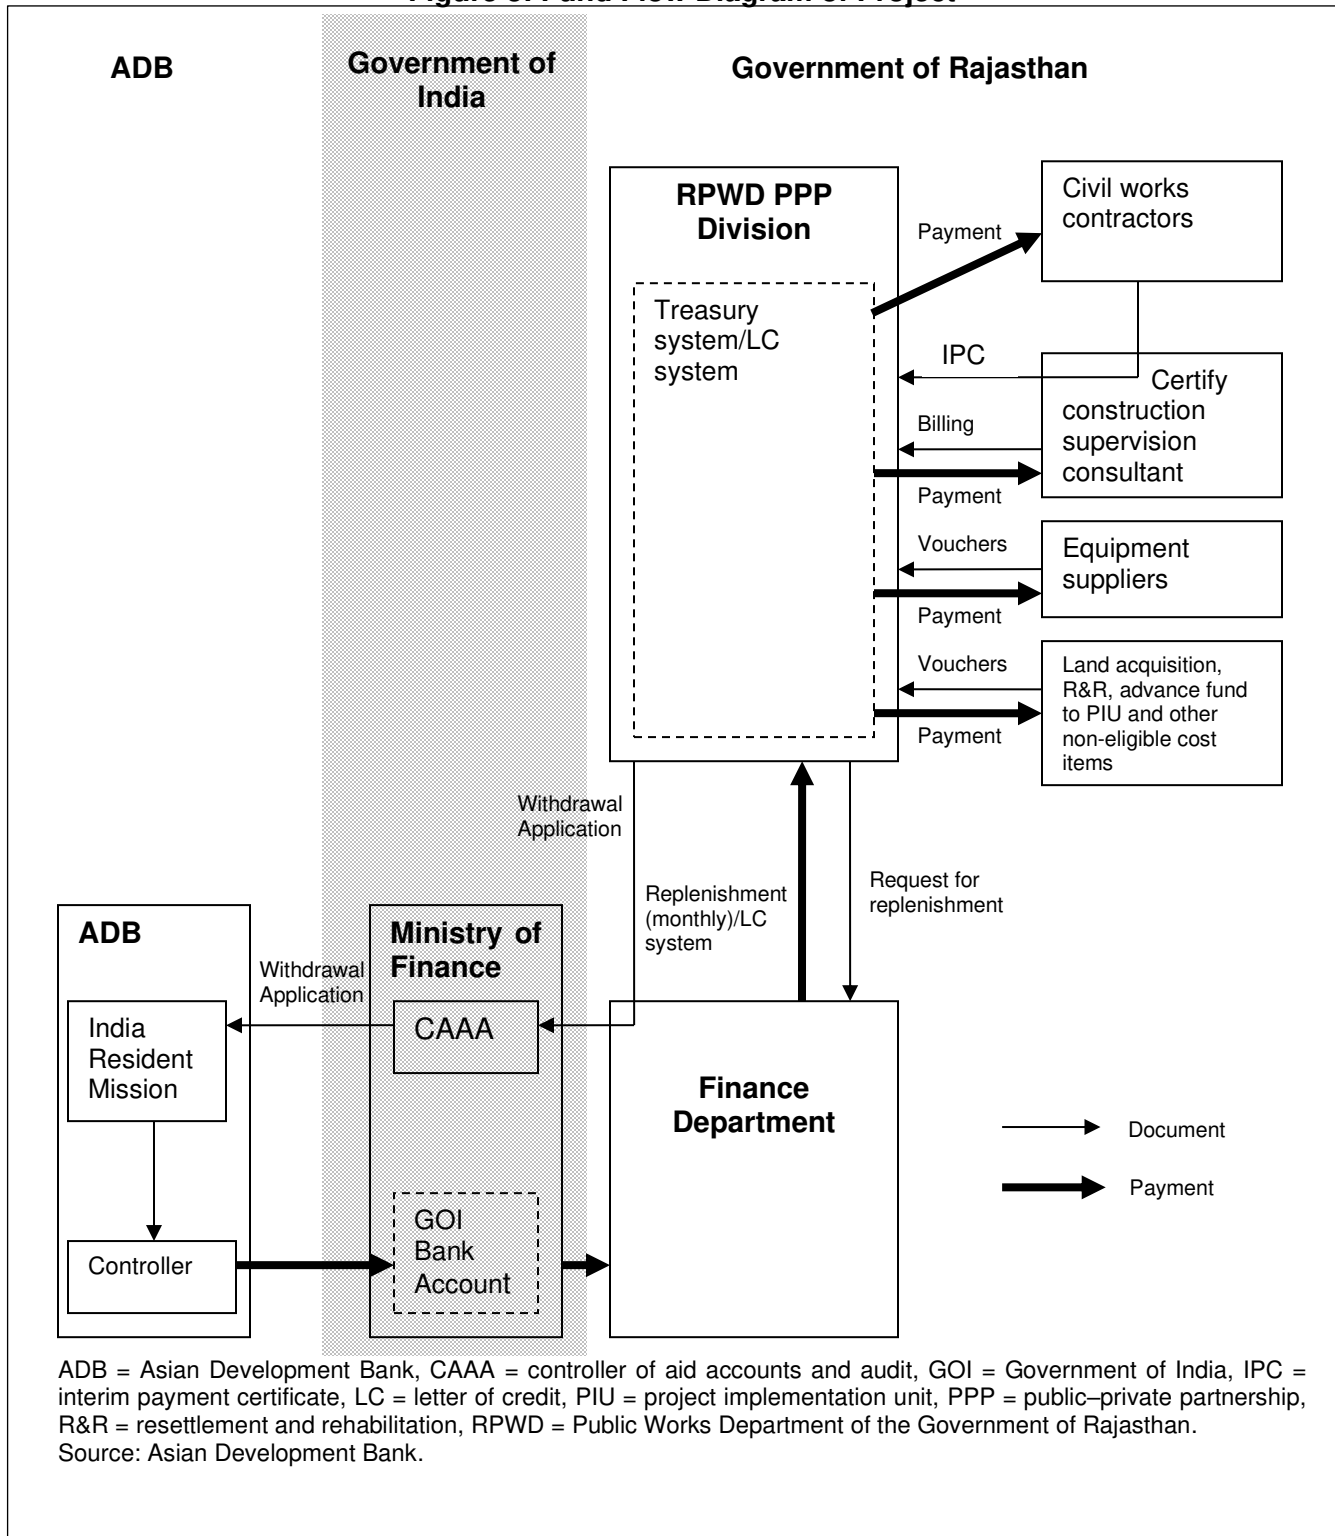 ADB
Government of
India
Government of Rajasthan
RPWD PPP
Division
Treasury
system/LC
system
Payment
Civil works
contractors
IPC
Certify
construction
supervision
consultant
Billing
Payment
Vouchers
Equipment
suppliers
Payment
Vouchers
Land acquisition,
R&R, advance fund
to PIU and other
non-eligible cost
items
Payment
Withdrawal
Application
Replenishment
(monthly)/LC
system
Request for
replenishment
ADB
Withdrawal
Application
Ministry of
Finance
India
Resident
Mission
CAAA
Finance
Department
Controller
GOI
Bank
Account
Document
Payment
ADB = Asian Development Bank, CAAA = controller of aid accounts and audit, GOI = Government of India, IPC =
interim payment certificate, LC = letter of credit, PIU = project implementation unit, PPP = public–private partnership,
R&R = resettlement and rehabilitation, RPWD = Public Works Department of the Government of Rajasthan.
Source: Asian Development Bank.